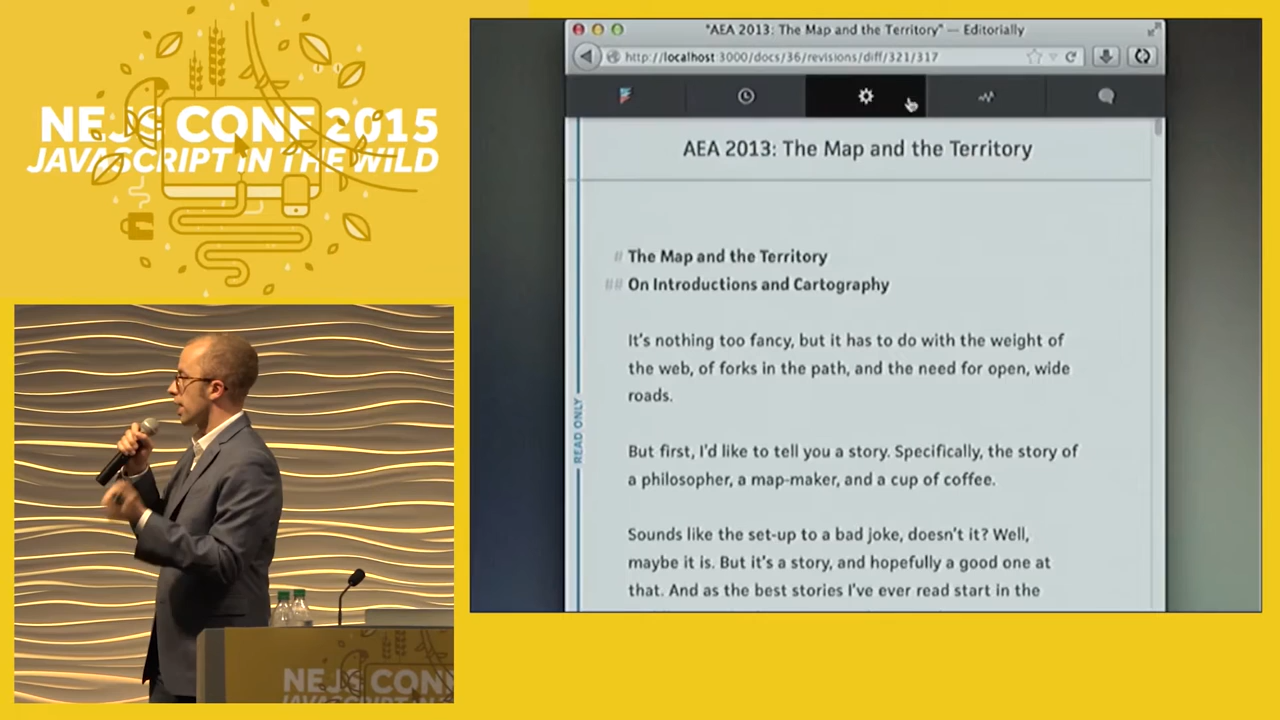 NEJS CONF 2015
JAVASCRIPT IN THE WILD
"AEA 2013: The Map and the Territory" — Editorially
http://localhost:3000/docs/36/revisions/diff/321/317
AEA 2013: The Map and the Territory
# The Map and the Territory
## On Introductions and Cartography
It's nothing too fancy, but it has to do with the weight of
the web, of forks in the path, and the need for open, wide
roads.
READ ONLY
But first, I'd like to tell you a story. Specifically, the story of
a philosopher, a map-maker, and a cup of coffee.
Sounds like the set-up to a bad joke, doesn't it? Well,
maybe it is. But it's a story, and hopefully a good one at
that. And as the best stories I've ever read start in the
NEJS CON